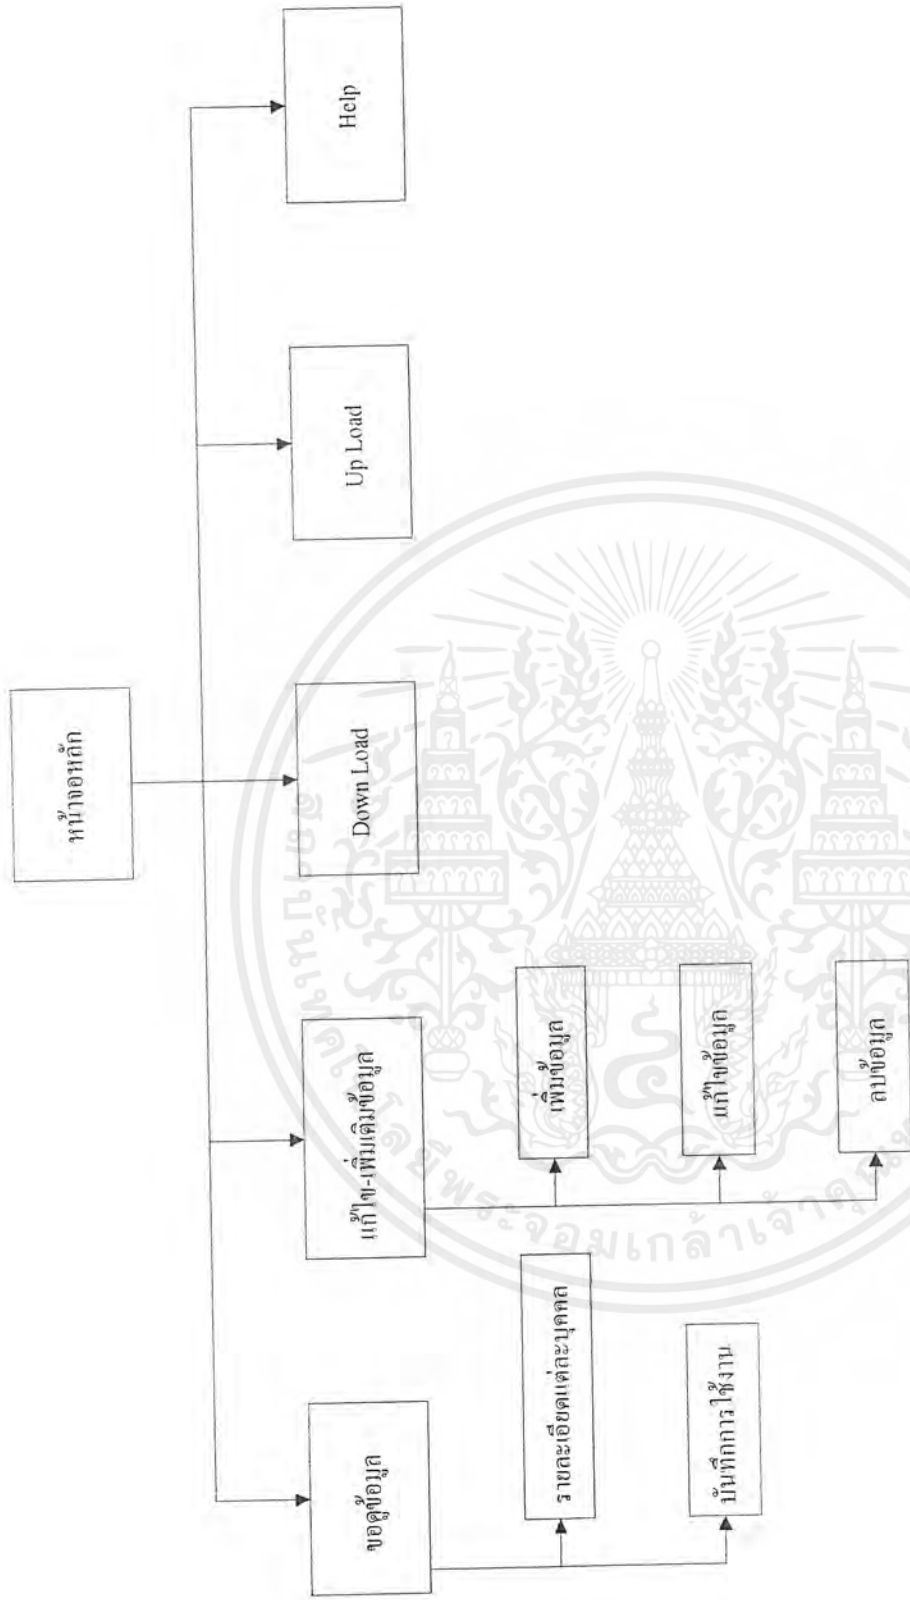 หน้าจอหลัก
ขอดูข้อมูล
แก้ไข-เพิ่มเติมข้อมูล
Down Load
Up Load
Help
รายละเอียดแต่ละบุคคล
บันทึกการใช้งาน
เพิ่มข้อมูล
แก้ไขข้อมูล
ลบข้อมูล